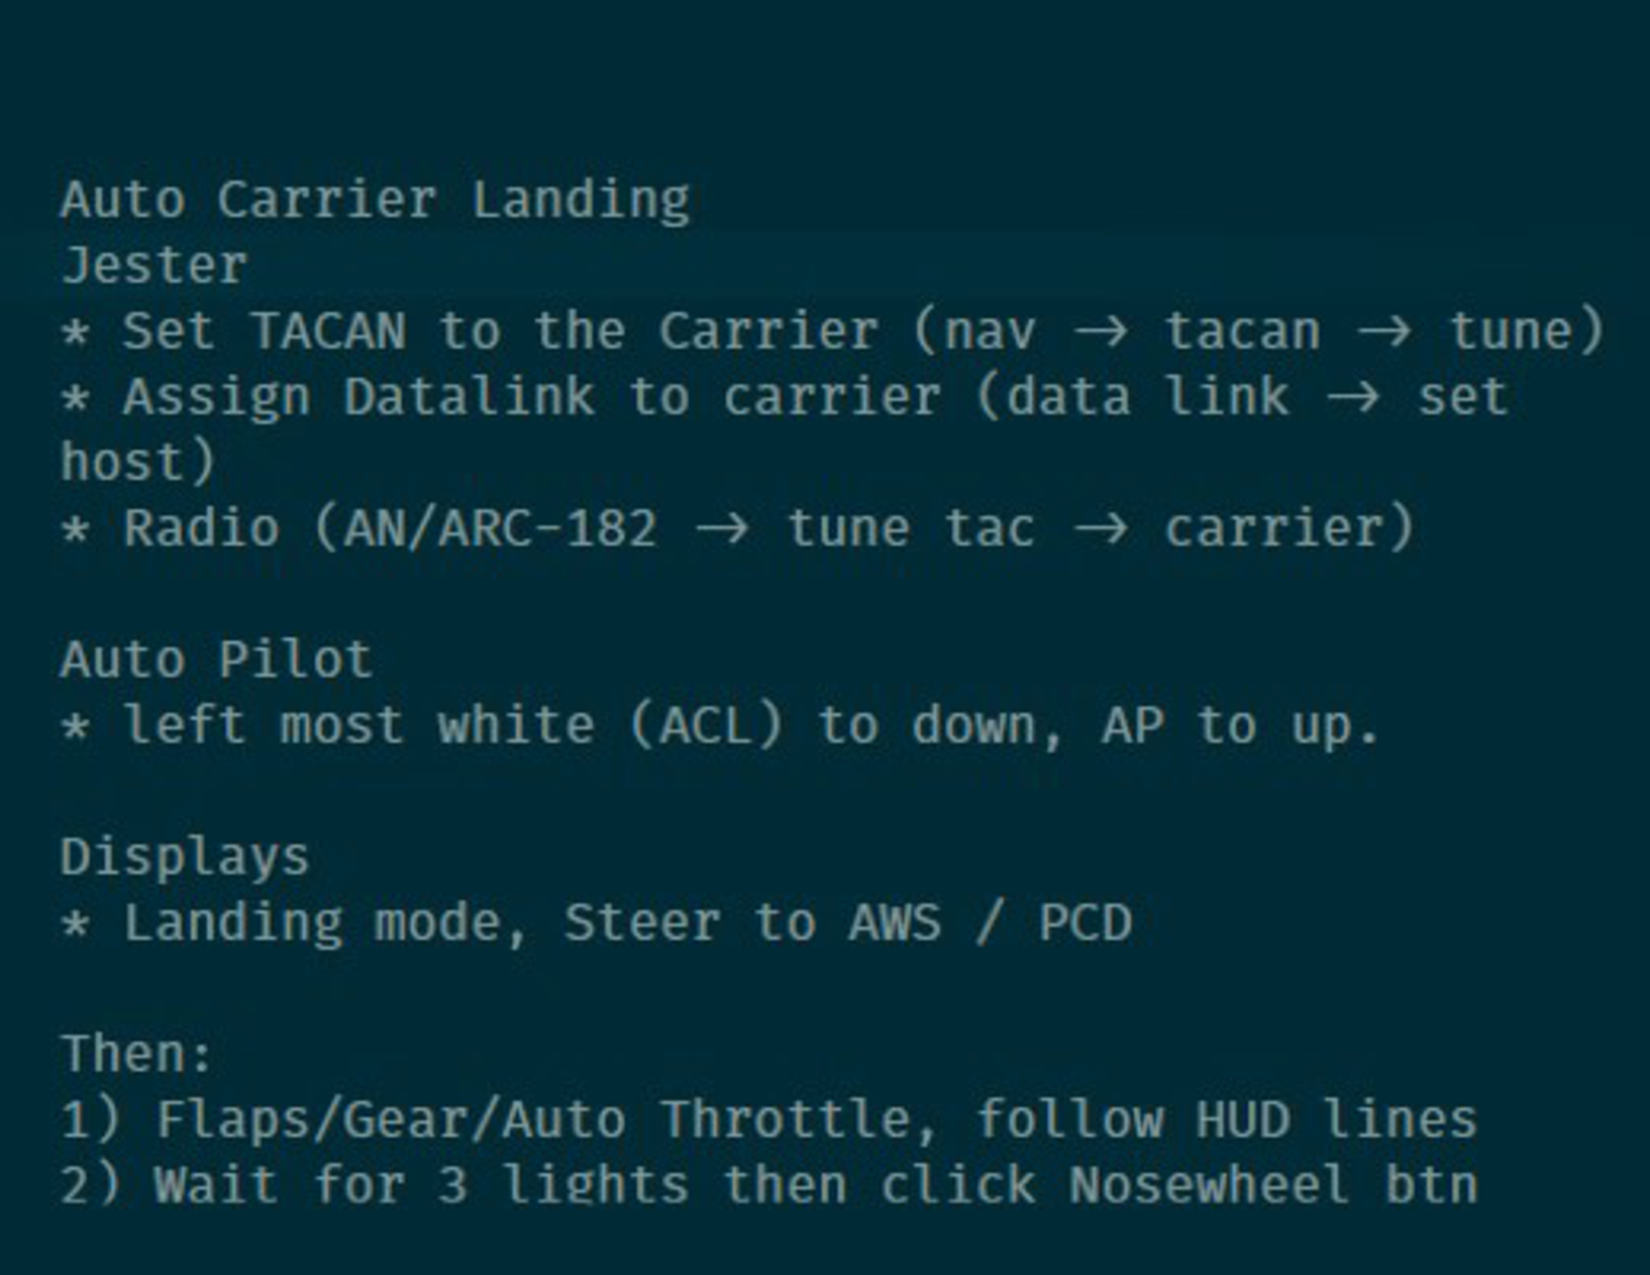 Auto Carrier Landing
Jester
* Set TACAN to the Carrier (nav → tacan → tune)
* Assign Datalink to carrier (data link → set
host)
* Radio (AN/ARC-182 → tune tac → carrier)
Auto Pilot
* left most white (ACL) to down, AP to up.
Displays
* Landing mode, Steer to AWS / PCD
Then:
1) Flaps/Gear/Auto Throttle, follow HUD lines
2) Wait for 3 lights then click Nosewheel btn